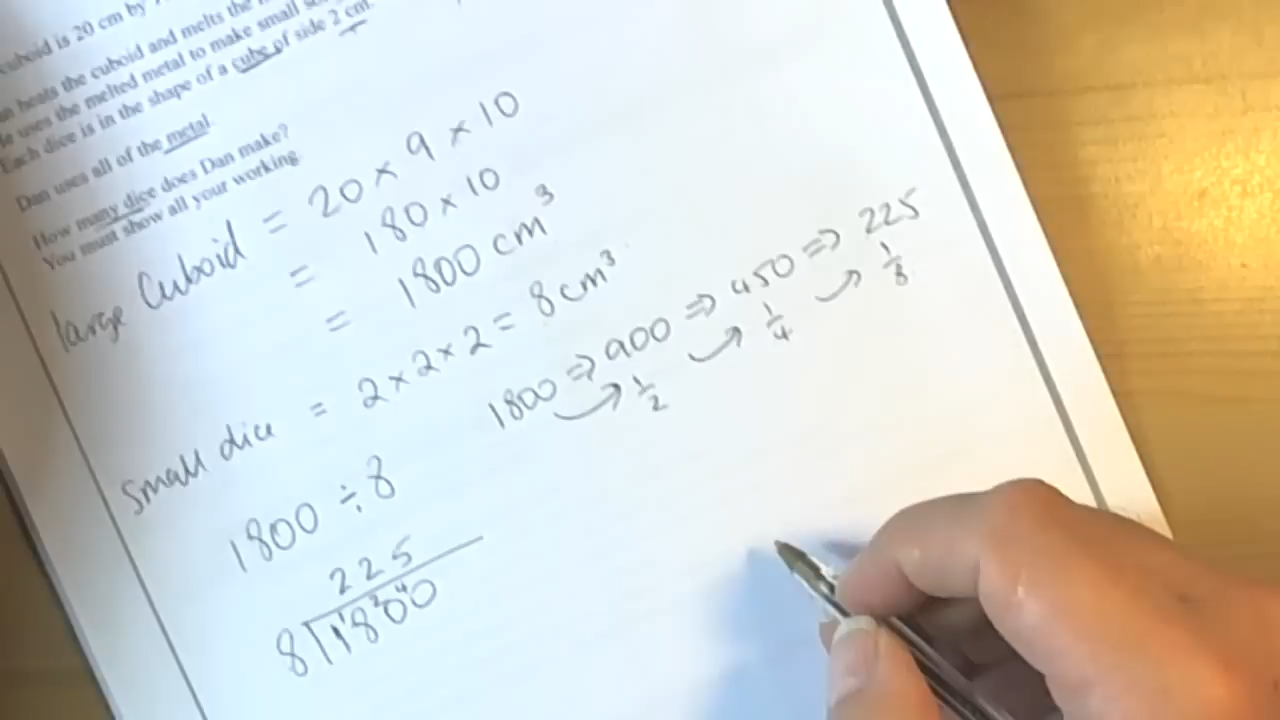 cuboid is 20 cm by
heats the cuboid and melts the
uses the melted metal to make small
Each dice is in the shape of a cube of side 2 cm.
Dan uses all of the metal.
How many dice does Dan make?
You must show all your working.
large Cuboid = 20 × 9 × 10
= 180 × 10
= 1800 cm³
Small dice = 2 × 2 × 2 = 8cm³
1800 ⇒ 900 ⇒ 450 ⇒ 225
1/2 1/4 1/8
1800 ÷ 8
225
8 1800